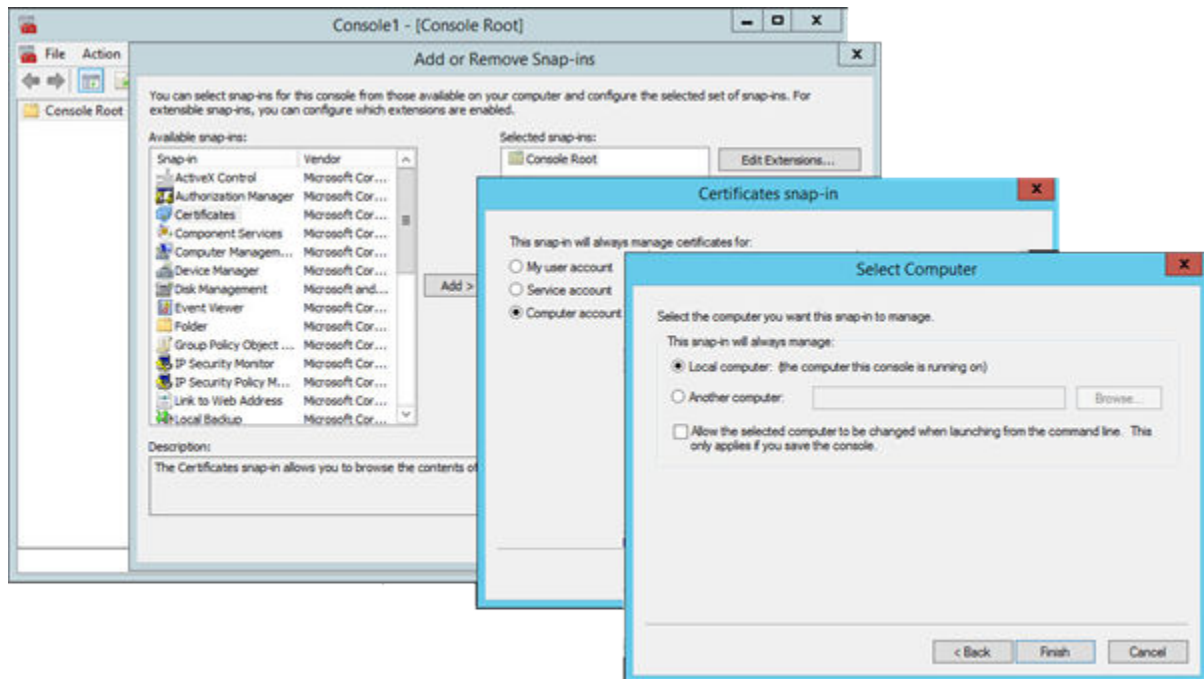 Console1 - [Console Root]
File Action
Console Root
Add or Remove Snap-ins
You can select snap-ins for this console from those available on your computer and configure the selected set of snap-ins. For
extensible snap-ins, you can configure which extensions are enabled.
Available snap-ins:
Snap-in Vendor
ActiveX Control Microsoft Cor...
Authorization Manager Microsoft Cor...
Certificates Microsoft Cor...
Component Services Microsoft Cor...
Computer Managem... Microsoft Cor...
Device Manager Microsoft Cor...
Disk Management Microsoft and...
Event Viewer Microsoft Cor...
Folder Microsoft Cor...
Group Policy Object ... Microsoft Cor...
IP Security Monitor Microsoft Cor...
IP Security Policy M... Microsoft Cor...
Link to Web Address Microsoft Cor...
Local Backup Microsoft Cor...
Add >
Selected snap-ins:
Console Root
Edit Extensions...
Description:
The Certificates snap-in allows you to browse the contents of
Certificates snap-in
This snap-in will always manage certificates for:
My user account
Service account
Computer account
Select Computer
Select the computer you want this snap-in to manage.
This snap-in will always manage:
Local computer: (the computer this console is running on)
Another computer:
Browse...
Allow the selected computer to be changed when launching from the command line. This
only applies if you save the console.
< Back Finish Cancel